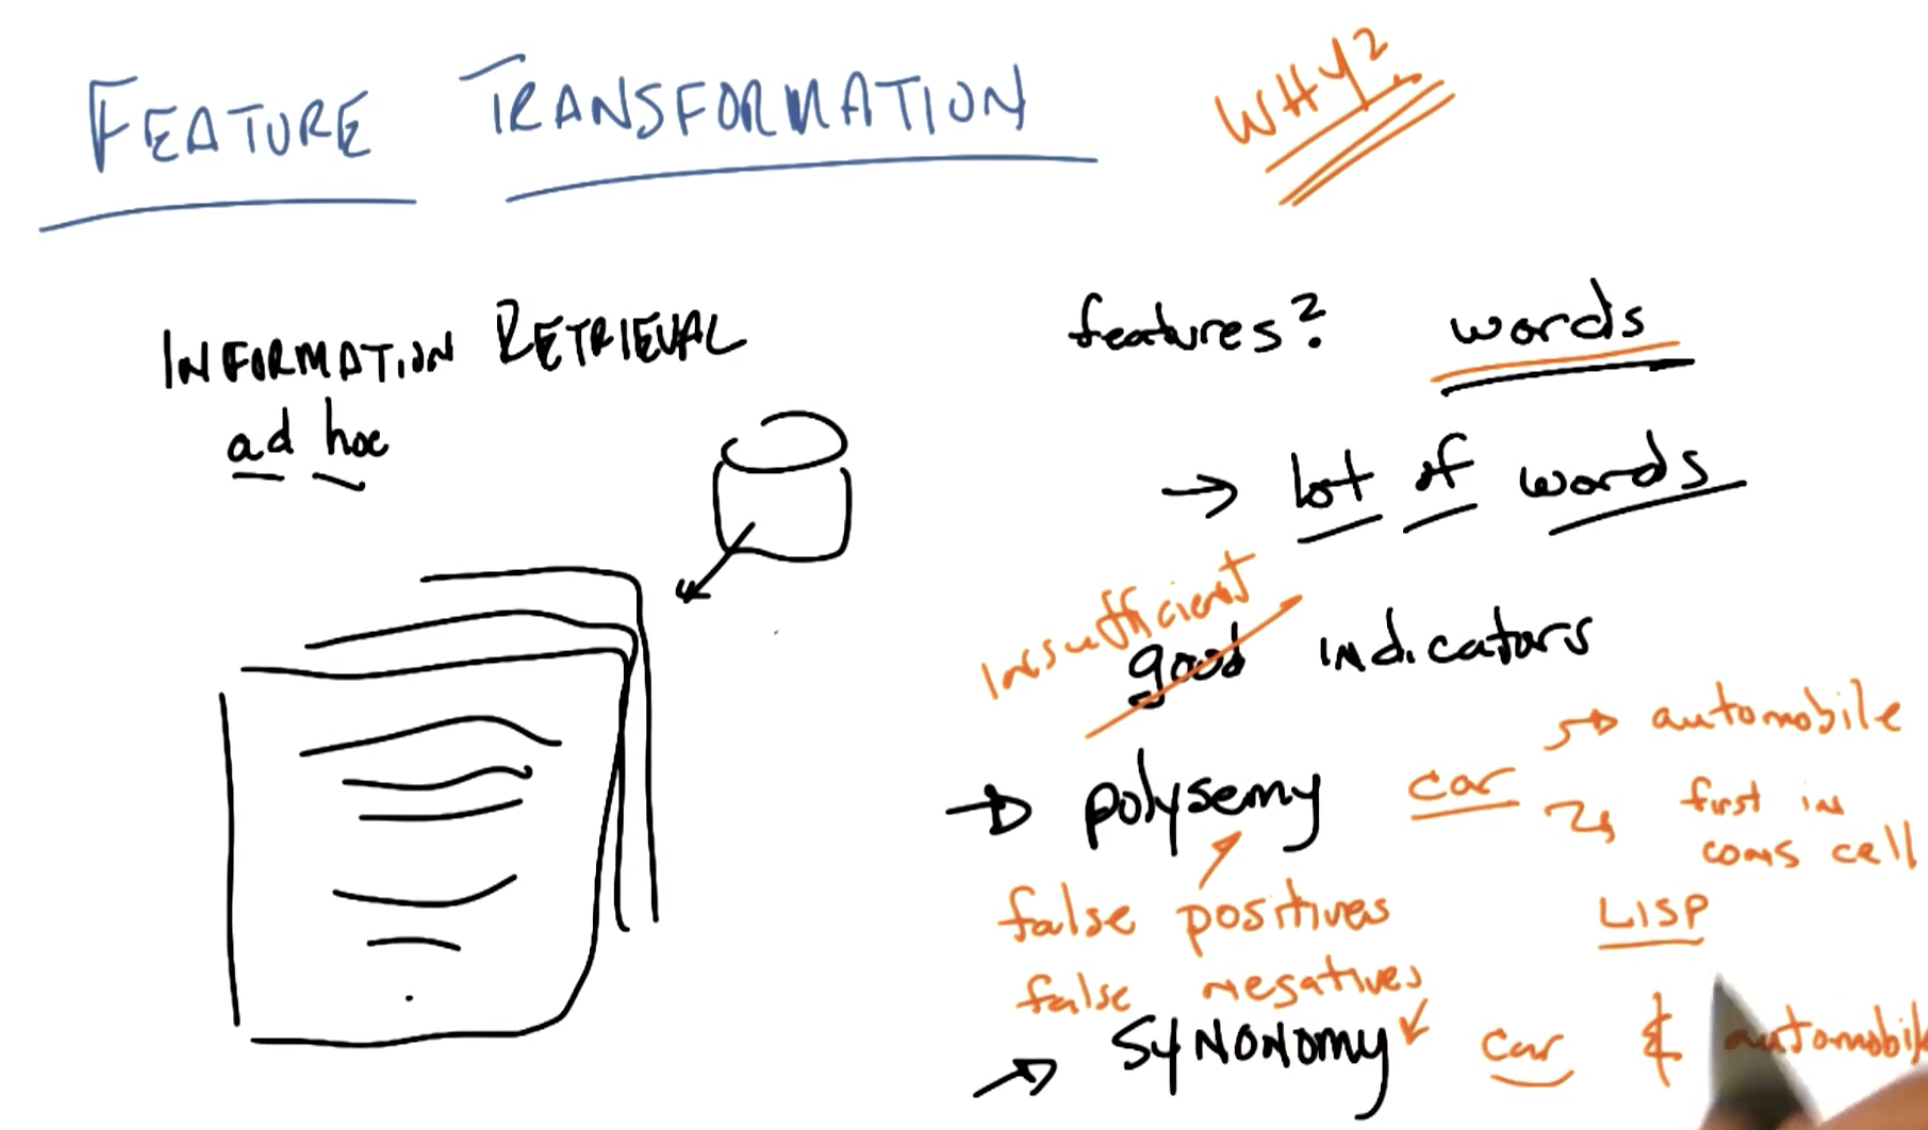 FEATURE TRANSFORMATION
WHY?
INFORMATION RETRIEVAL
ad hoc
features? words
→ lot of words
insufficient
good indicators
→ polysemy car → automobile
→ first in
cons cell
false positives
LISP
false negatives
→ SYNONOMY car & automobile